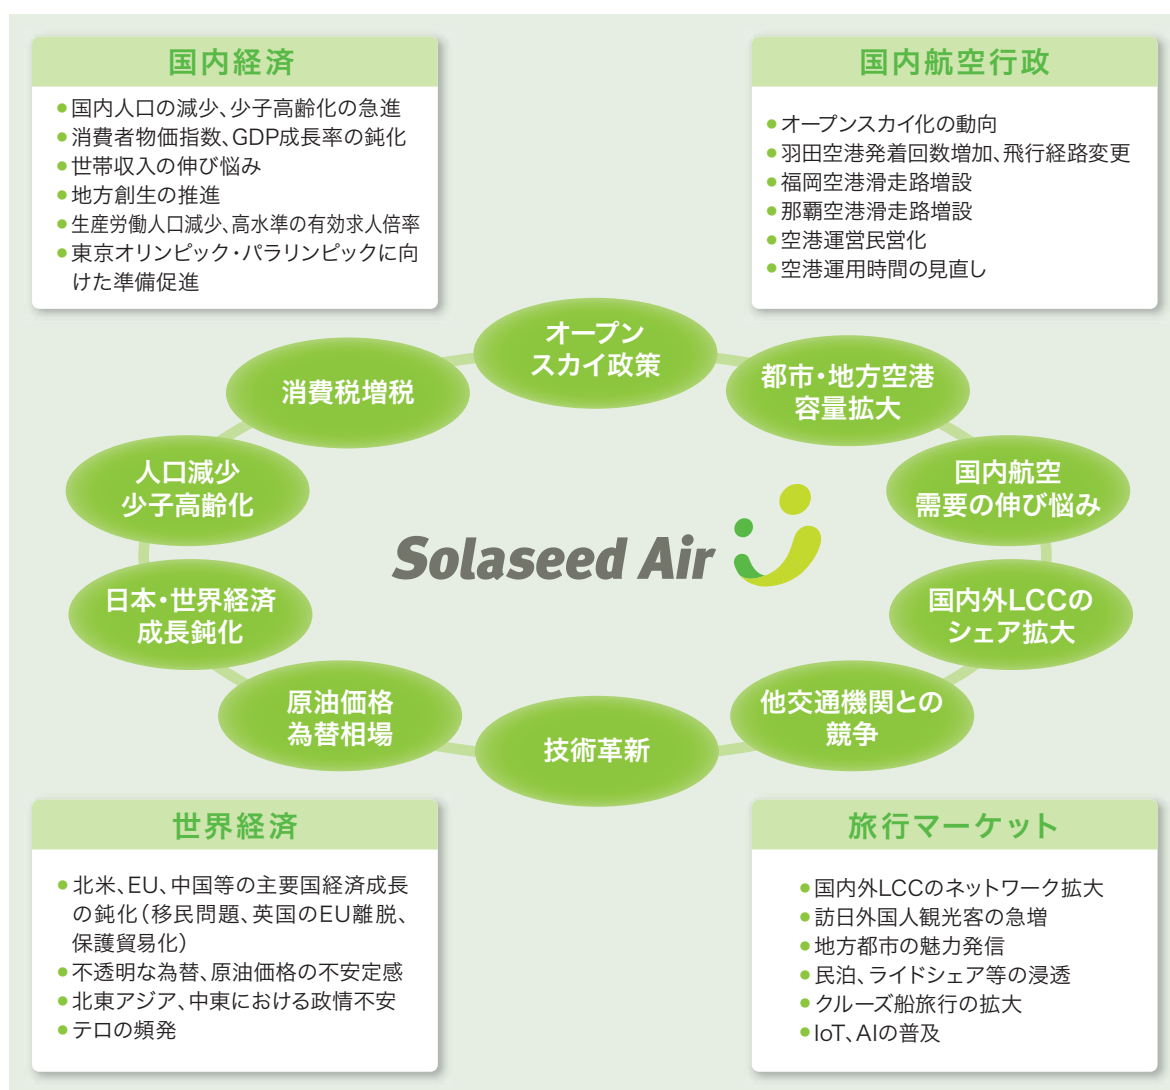 国内経済
●国内人口の減少、少子高齢化の急進
●消費者物価指数、GDP成長率の鈍化
●世帯収入の伸び悩み
●地方創生の推進
●生産労働人口減少、高水準の有効求人倍率
●東京オリンピック・パラリンピックに向
けた準備促進
国内航空行政
●オープンスカイ化の動向
●羽田空港発着回数増加、飛行経路変更
●福岡空港滑走路増設
●那覇空港滑走路増設
●空港運営民営化
●空港運用時間の見直し
オープン
スカイ政策
消費税増税
都市・地方空港
容量拡大
人口減少
少子高齢化
国内航空
需要の伸び悩み
Solaseed Air
日本・世界経済
成長鈍化
国内外LCCの
シェア拡大
原油価格
為替相場
他交通機関との
競争
技術革新
世界経済
●北米、EU、中国等の主要国経済成長
の鈍化（移民問題、英国のEU離脱、
保護貿易化）
●不透明な為替、原油価格の不安定感
●北東アジア、中東における政情不安
●テロの頻発
旅行マーケット
●国内外LCCのネットワーク拡大
●訪日外国人観光客の急増
●地方都市の魅力発信
●民泊、ライドシェア等の浸透
●クルーズ船旅行の拡大
●IoT、AIの普及